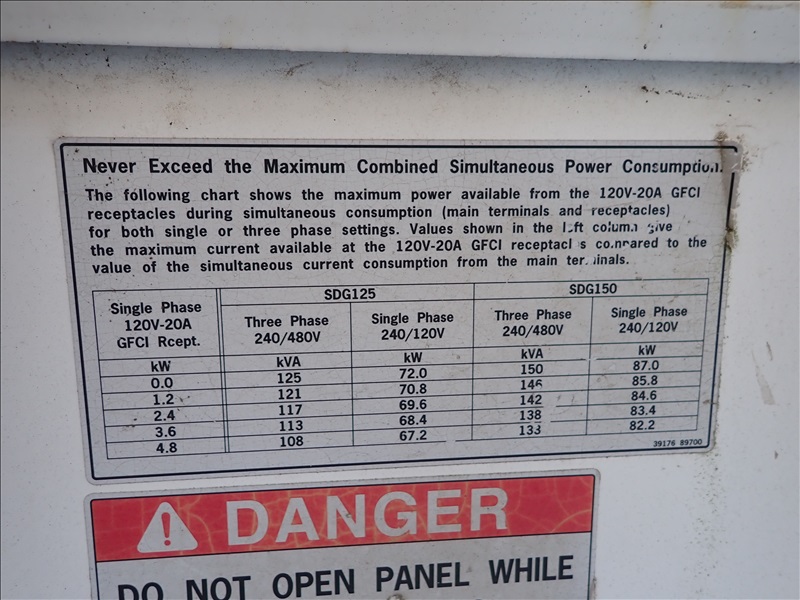 Never Exceed the Maximum Combined Simultaneous Power Consumption.
The following chart shows the maximum power available from the 120V-20A GFCI
receptacles during simultaneous consumption (main terminals and receptacles)
for both single or three phase settings. Values shown in the left column give
the maximum current available at the 120V-20A GFCI receptacles compared to the
value of the simultaneous current consumption from the main terminals.
Single Phase
120V-20A
GFCI Rcept.
SDG125 SDG150
Three Phase
240/480V
Single Phase
240/120V
Three Phase
240/480V
Single Phase
240/120V
kW kVA kW kVA kW
0.0 125 72.0 150 87.0
1.2 121 70.8 146 85.8
2.4 117 69.6 142 84.6
3.6 113 68.4 138 83.4
4.8 108 67.2 133 82.2
39176 89700
DANGER
DO NOT OPEN PANEL WHILE